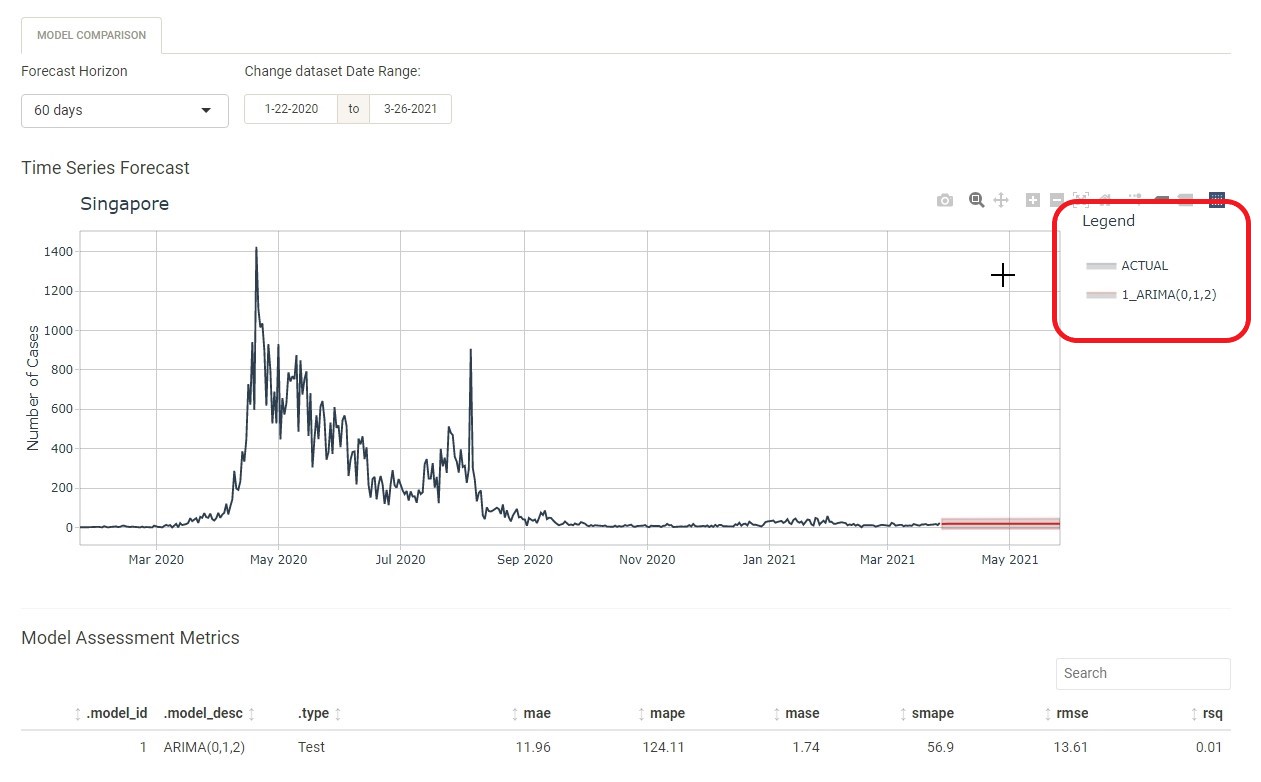 MODEL COMPARISON
Forecast Horizon
Change dataset Date Range:
60 days
1-22-2020 to 3-26-2021
Time Series Forecast
Singapore
Legend
ACTUAL
1_ARIMA(0,1,2)
Number of Cases
1400
1200
1000
800
600
400
200
0
Mar 2020 May 2020 Jul 2020 Sep 2020 Nov 2020 Jan 2021 Mar 2021 May 2021
Model Assessment Metrics
Search
.model_id .model_desc .type mae mape mase smape rmse rsq
1 ARIMA(0,1,2) Test 11.96 124.11 1.74 56.9 13.61 0.01